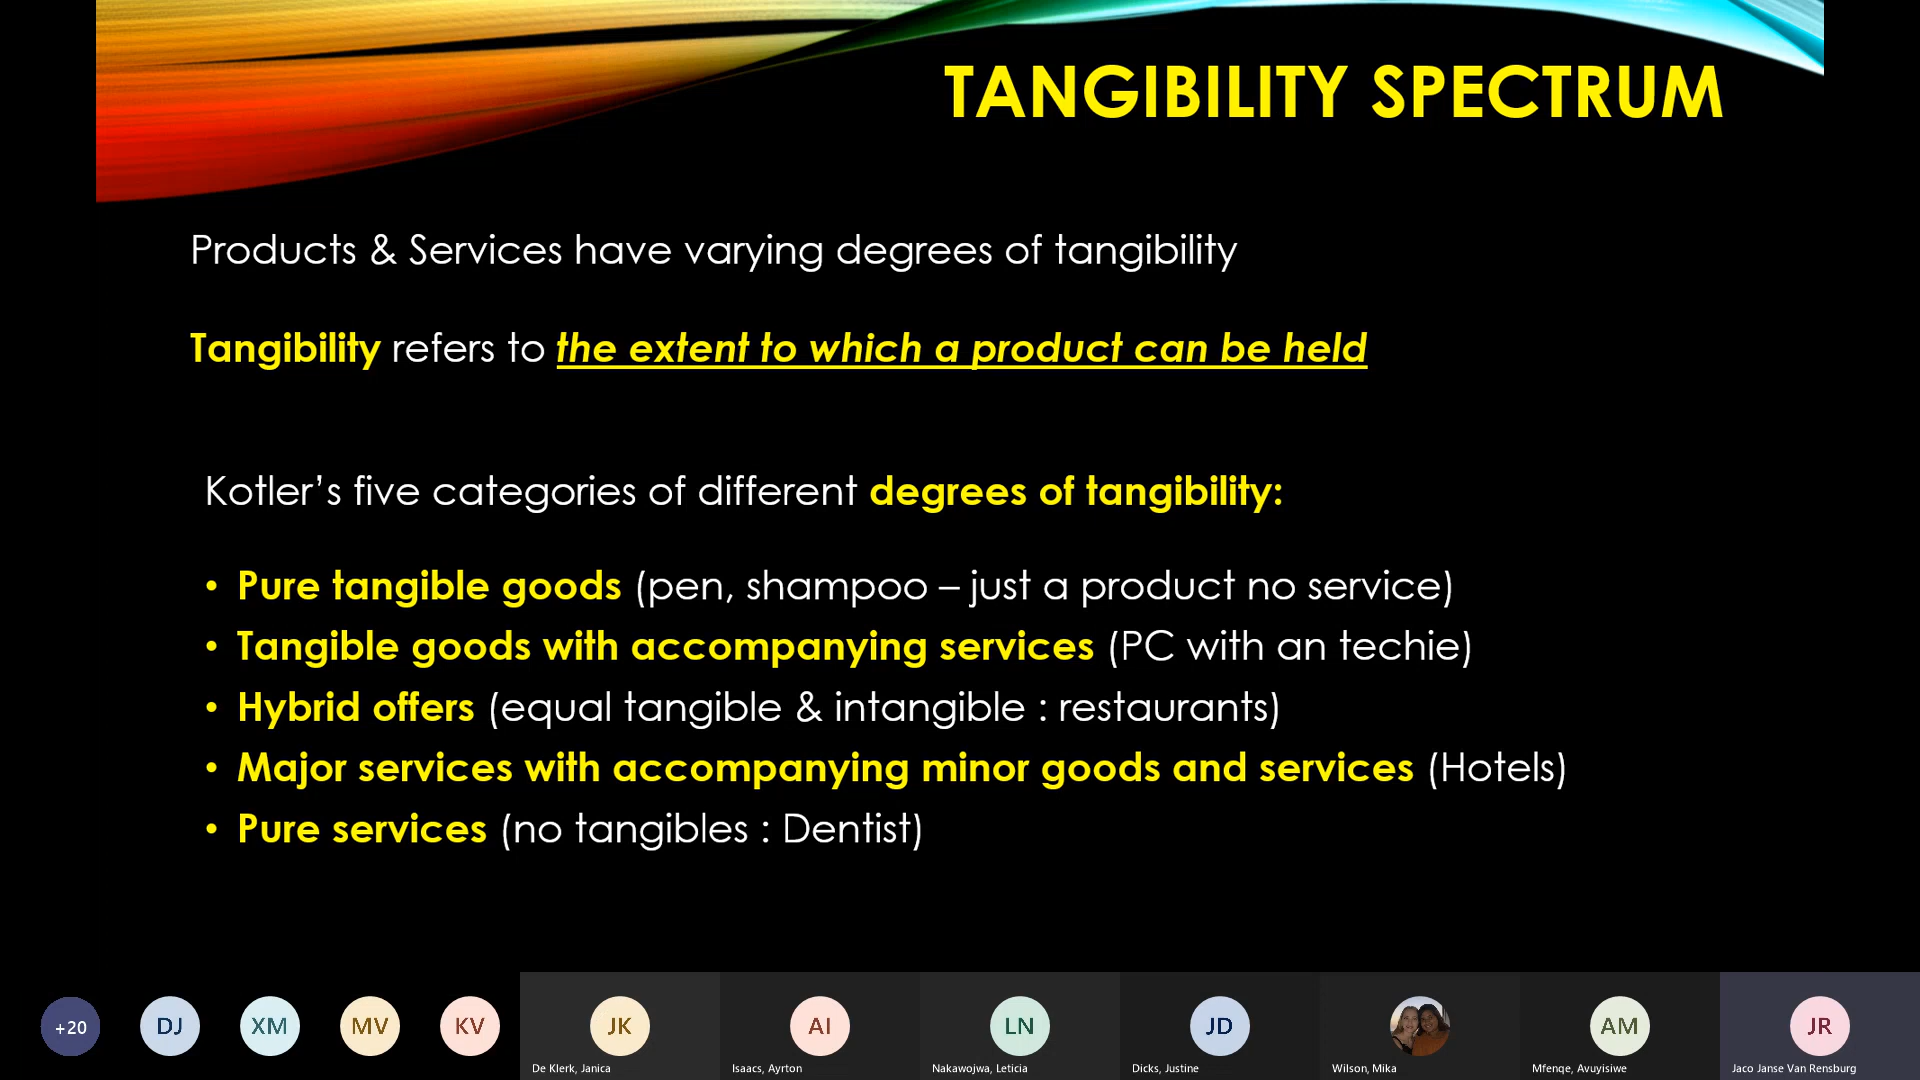 TANGIBILITY SPECTRUM
Products & Services have varying degrees of tangibility
Tangibility refers to the extent to which a product can be held
Kotler’s five categories of different degrees of tangibility:
• Pure tangible goods (pen, shampoo – just a product no service)
• Tangible goods with accompanying services (PC with an techie)
• Hybrid offers (equal tangible & intangible : restaurants)
• Major services with accompanying minor goods and services (Hotels)
• Pure services (no tangibles : Dentist)
+20 DJ XM MV KV JK AI LN JD AM JR
De Klerk, Janica Isaacs, Ayrton Nakawojwa, Leticia Dicks, Justine Wilson, Mika Mfenqe, Avuyisiwe Jaco Janse Van Rensburg